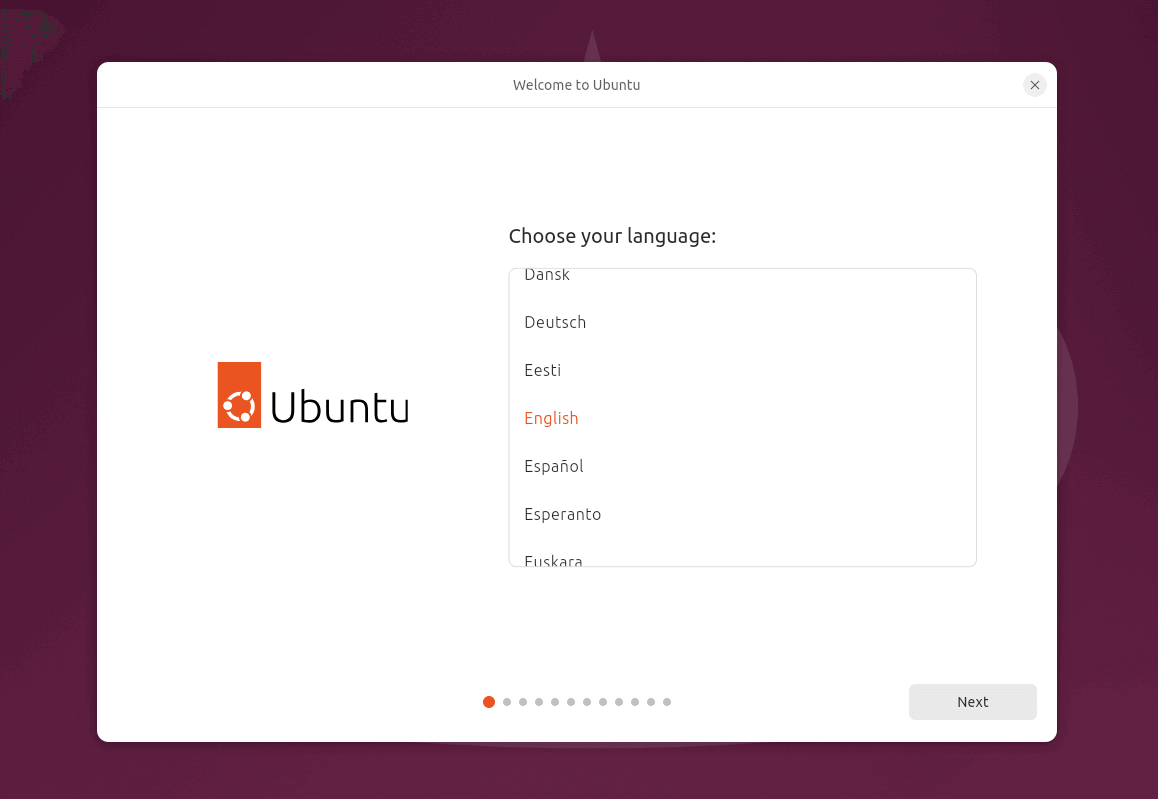 Welcome to Ubuntu
Choose your language:
Dansk
Deutsch
Eesti
English
Español
Esperanto
Euskara
Ubuntu
Next